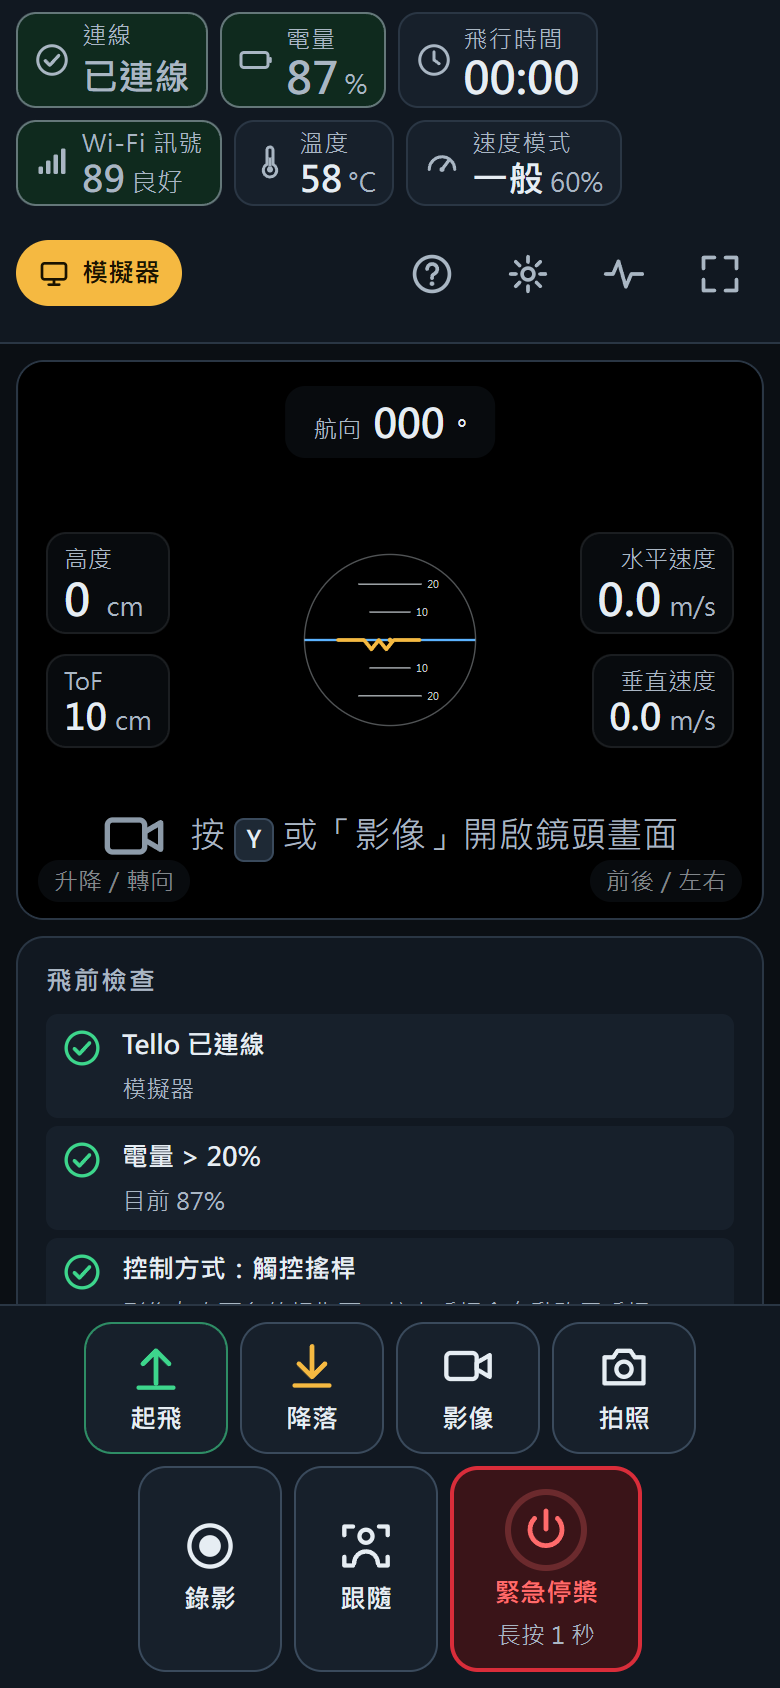 連線
已連線
電量
87 %
飛行時間
00:00
Wi-Fi 訊號
89 良好
溫度
58 °C
速度模式
一般 60%
模擬器
航向 000 °
高度
0 cm
水平速度
0.0 m/s
20
10
10
20
ToF
10 cm
垂直速度
0.0 m/s
按 Y 或「影像」開啟鏡頭畫面
升降 / 轉向
前後 / 左右
飛前檢查
Tello 已連線
模擬器
電量 > 20%
目前 87%
控制方式：觸控搖桿
起飛
降落
影像
拍照
錄影
跟隨
緊急停槳
長按 1 秒